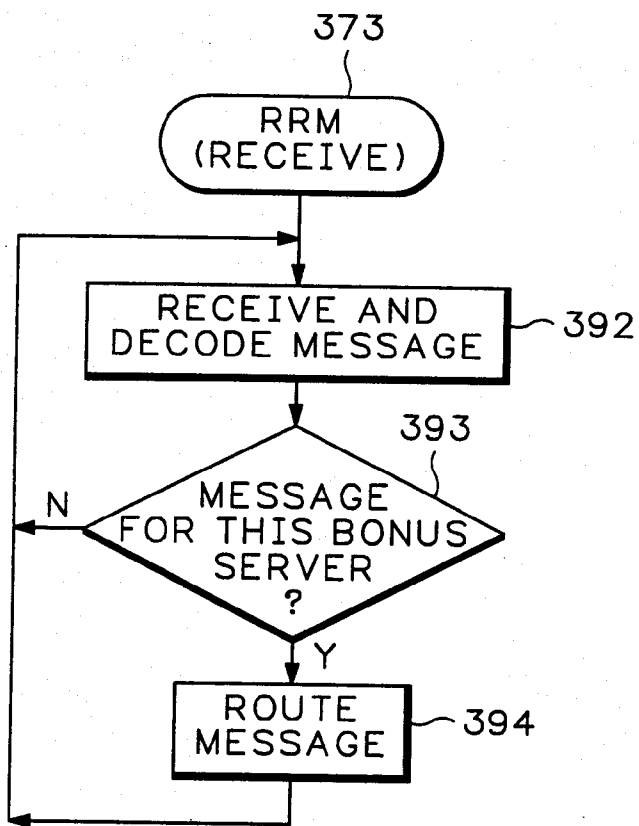 373
RRM
(RECEIVE)
RECEIVE AND
DECODE MESSAGE
392
393
N
MESSAGE
FOR THIS BONUS
SERVER
?
Y
ROUTE
MESSAGE
394